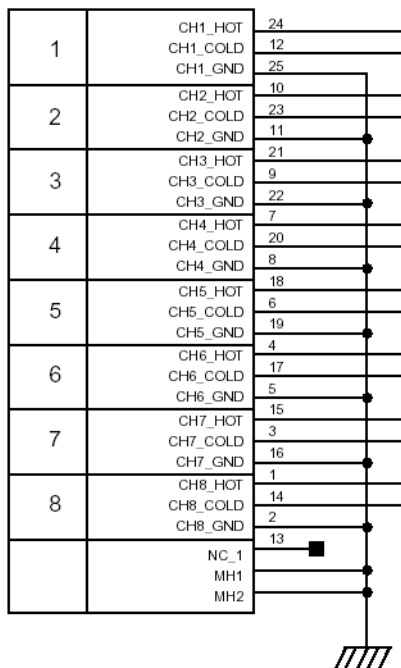 1
CH1_HOT 24
CH1_COLD 12
CH1_GND 25
2
CH2_HOT 10
CH2_COLD 23
CH2_GND 11
3
CH3_HOT 21
CH3_COLD 9
CH3_GND 22
4
CH4_HOT 7
CH4_COLD 20
CH4_GND 8
5
CH5_HOT 18
CH5_COLD 6
CH5_GND 19
6
CH6_HOT 4
CH6_COLD 17
CH6_GND 5
7
CH7_HOT 15
CH7_COLD 3
CH7_GND 16
8
CH8_HOT 1
CH8_COLD 14
CH8_GND 2
NC_1 13
MH1
MH2